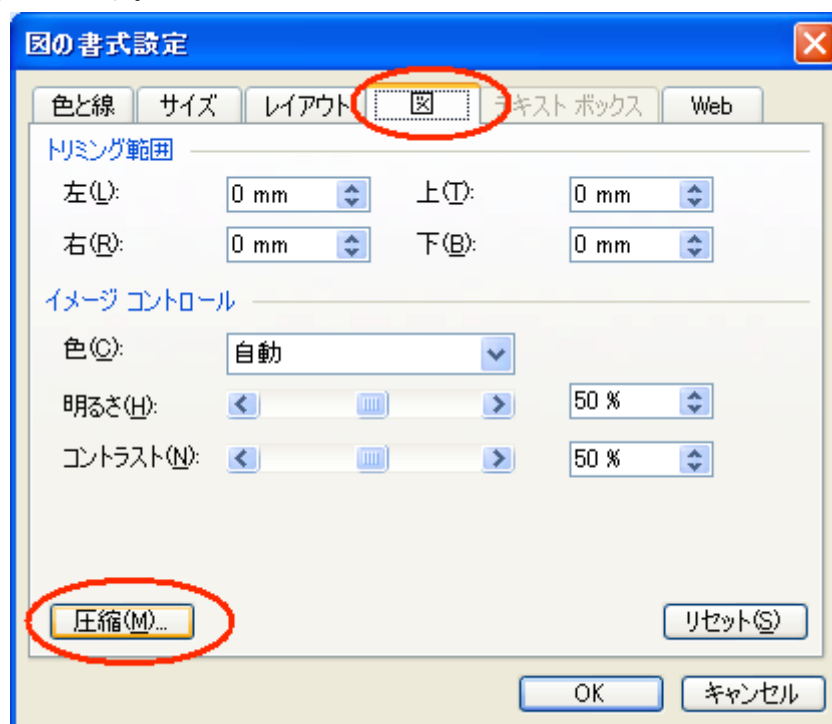 図の書式設定
色と線 サイズ レイアウト 図 テキスト ボックス Web
トリミング範囲
左(L): 0 mm 上(T): 0 mm
右(R): 0 mm 下(B): 0 mm
イメージ コントロール
色(C): 自動
明るさ(H): 50 %
コントラスト(N): 50 %
圧縮(M)... リセット(S)
OK キャンセル